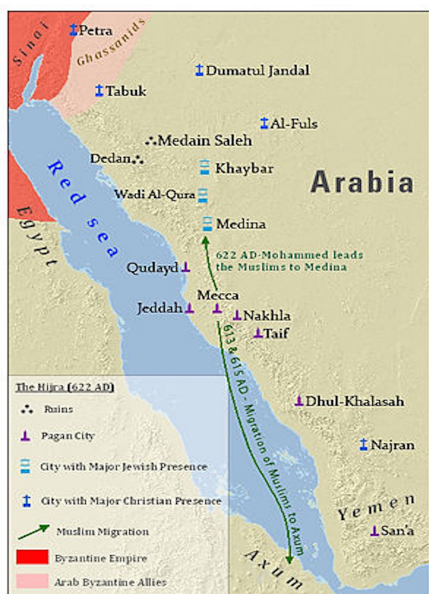 Sinai
Petra
Ghassanids
Dumatul Jandal
Tabuk
Al-Fuls
Medain Saleh
Dedan
Khaybar
Arabia
Wadi Al-Qura
Red sea
Medina
Egypt
622 AD-Mohammed leads
the Muslims to Medina
Qudayd
Mecca
Jeddah
Nakhla
Taif
613 & 615 AD - Migration of Muslims to Axum
Dhul-Khalasah
Najran
Yemen
San'a
Axum
The Hijra (622 AD)
Ruins
Pagan City
City with Major Jewish Presence
City with Major Christian Presence
Muslim Migration
Byzantine Empire
Arab Byzantine Allies